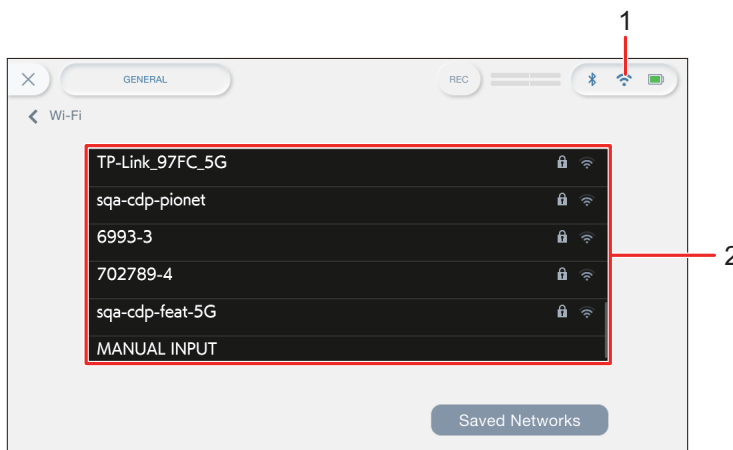 1
GENERAL
REC
Wi-Fi
TP-Link_97FC_5G
sqa-cdp-pionet
6993-3
702789-4
2
sqa-cdp-feat-5G
MANUAL INPUT
Saved Networks